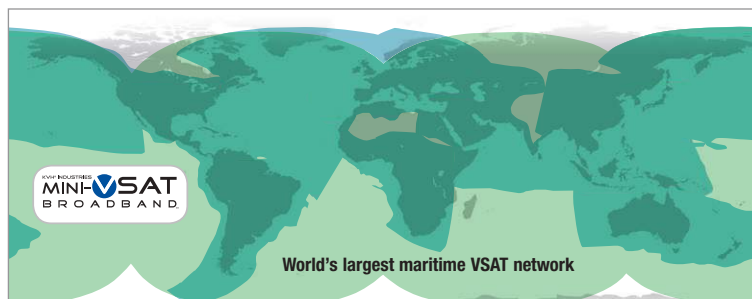 KVH® INDUSTRIES
MINI-VSAT
BROADBAND
World's largest maritime VSAT network